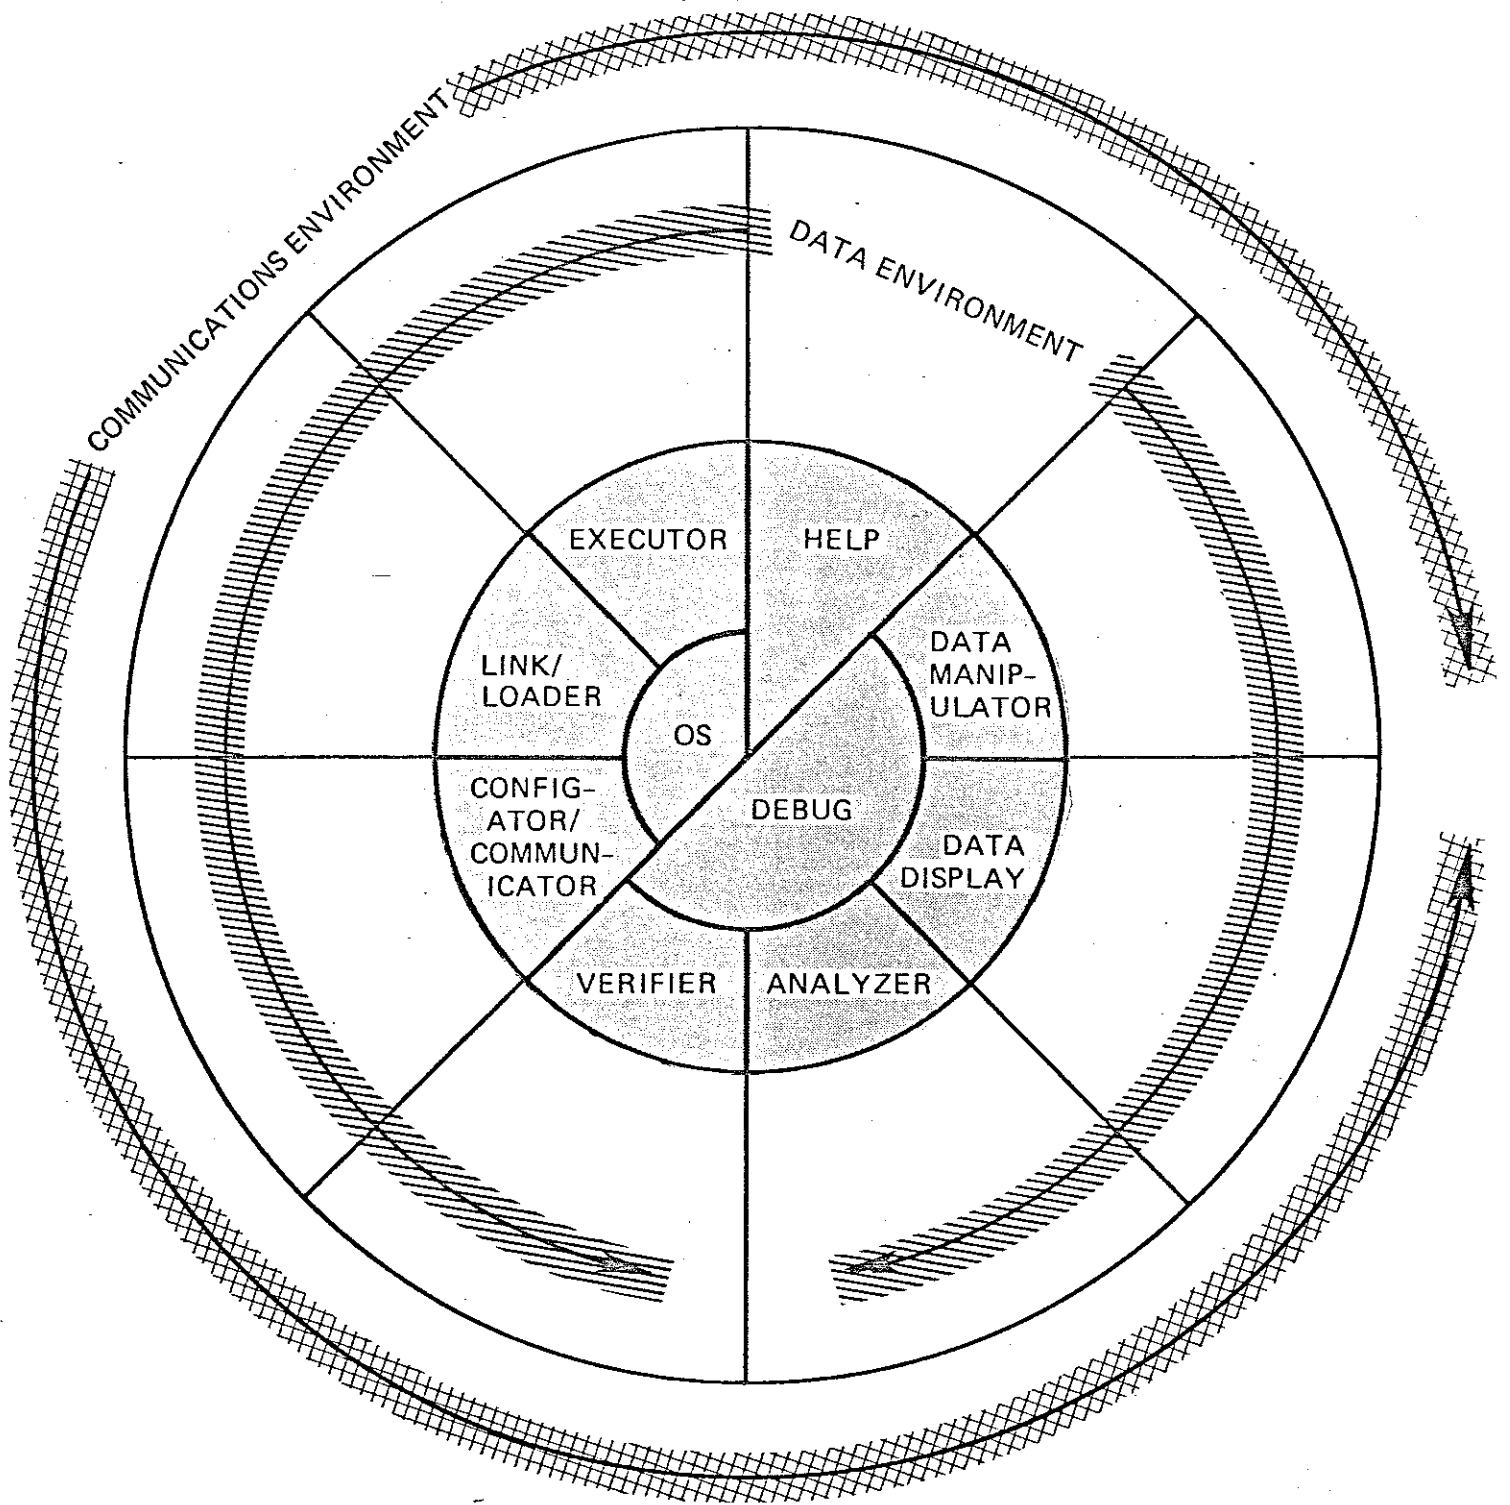 COMMUNICATIONS ENVIRONMENT
DATA ENVIRONMENT
EXECUTOR
HELP
LINK/
LOADER
DATA
MANIP-
ULATOR
OS
CONFIG-
ATOR/
COMMUN-
ICATOR
DEBUG
DATA
DISPLAY
VERIFIER
ANALYZER